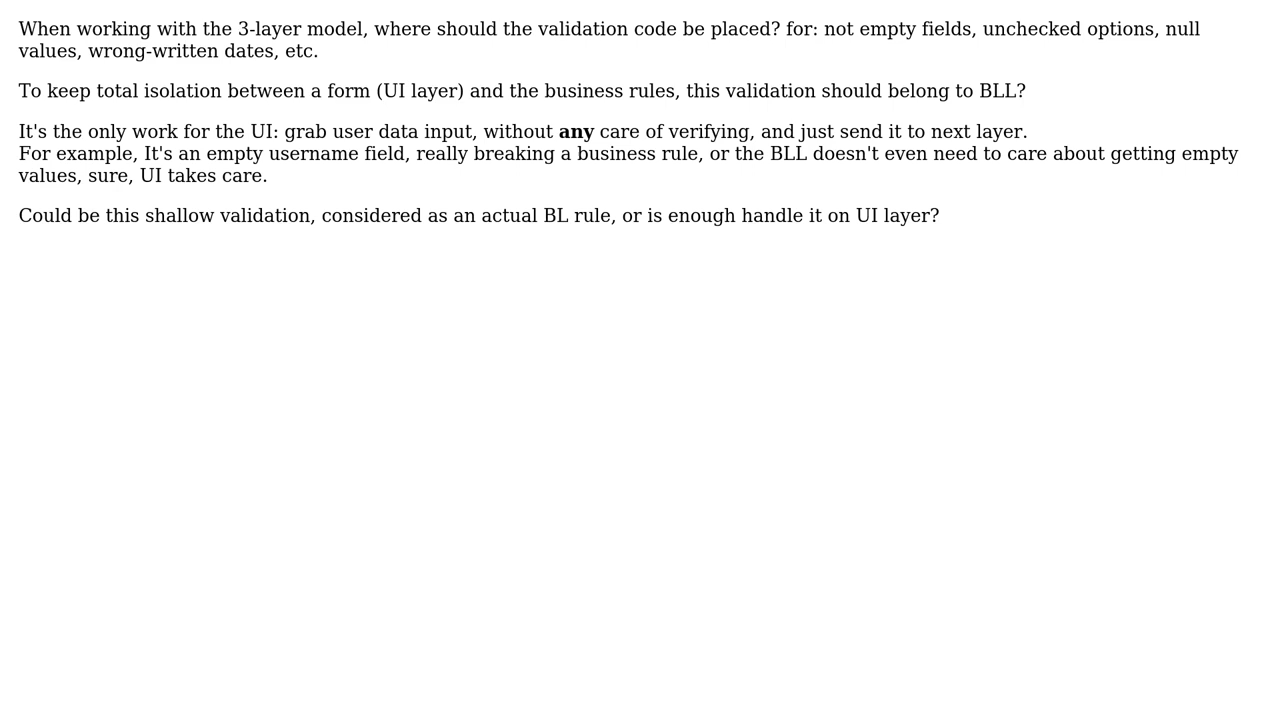 When working with the 3-layer model, where should the validation code be placed? for: not empty fields, unchecked options, null
values, wrong-written dates, etc.
To keep total isolation between a form (UI layer) and the business rules, this validation should belong to BLL?
It's the only work for the UI: grab user data input, without any care of verifying, and just send it to next layer.
For example, It's an empty username field, really breaking a business rule, or the BLL doesn't even need to care about getting empty
values, sure, UI takes care.
Could be this shallow validation, considered as an actual BL rule, or is enough handle it on UI layer?